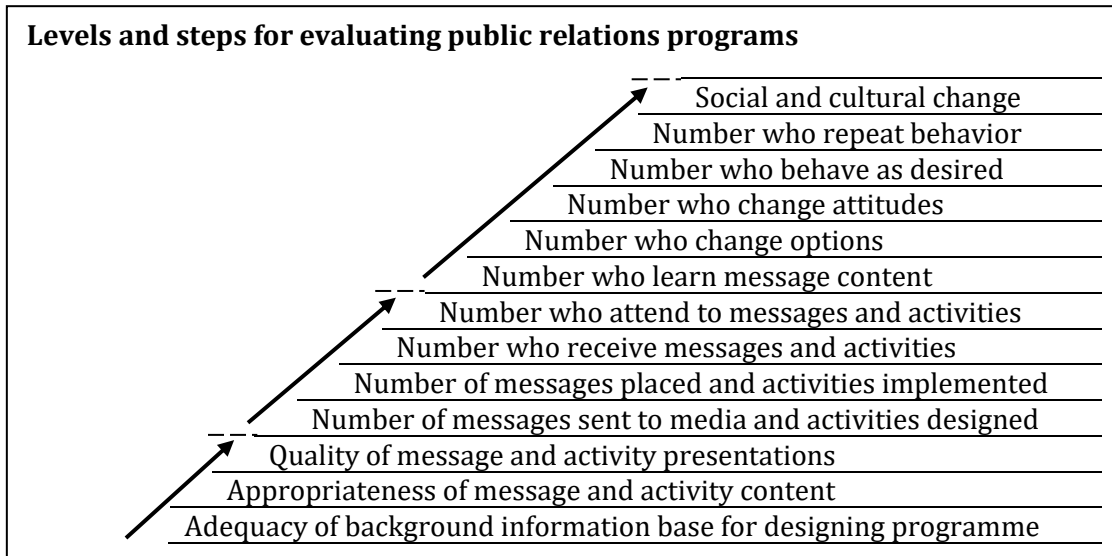 Levels and steps for evaluating public relations programs
Social and cultural change
Number who repeat behavior
Number who behave as desired
Number who change attitudes
Number who change options
Number who learn message content
Number who attend to messages and activities
Number who receive messages and activities
Number of messages placed and activities implemented
Number of messages sent to media and activities designed
Quality of message and activity presentations
Appropriateness of message and activity content
Adequacy of background information base for designing programme